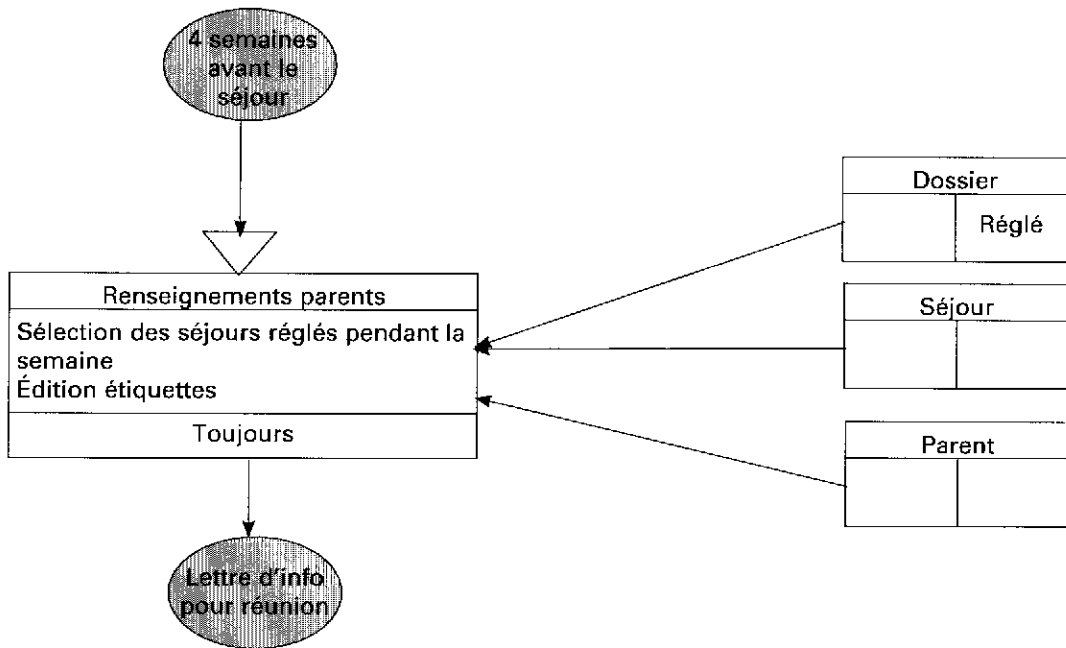 4 semaines
avant le
séjour
Dossier
Réglé
Renseignements parents
Séjour
Sélection des séjours réglés pendant la
semaine
Édition étiquettes
Toujours
Parent
Lettre d'info
pour réunion